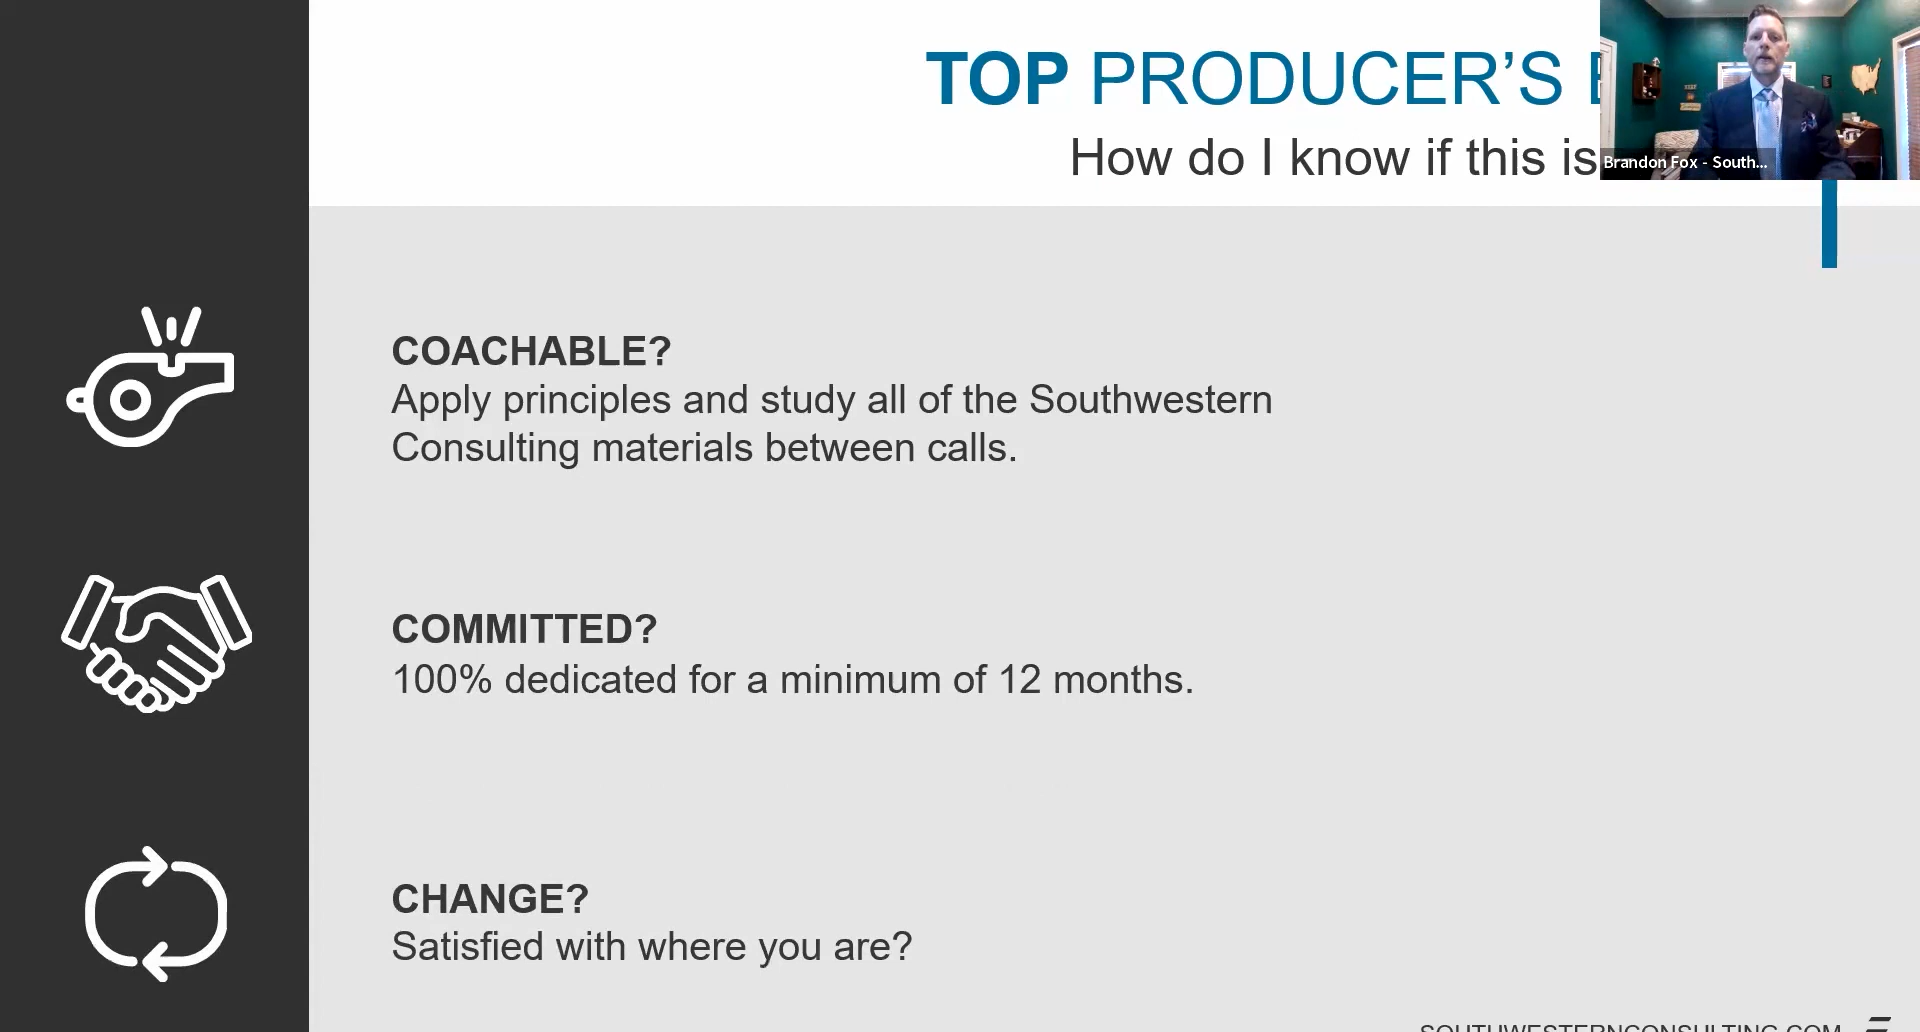 TOP PRODUCER’S
How do I know if this is
Brandon Fox - South...
COACHABLE?
Apply principles and study all of the Southwestern
Consulting materials between calls.
COMMITTED?
100% dedicated for a minimum of 12 months.
CHANGE?
Satisfied with where you are?
SOUTHWESTERNCONSULTING.COM